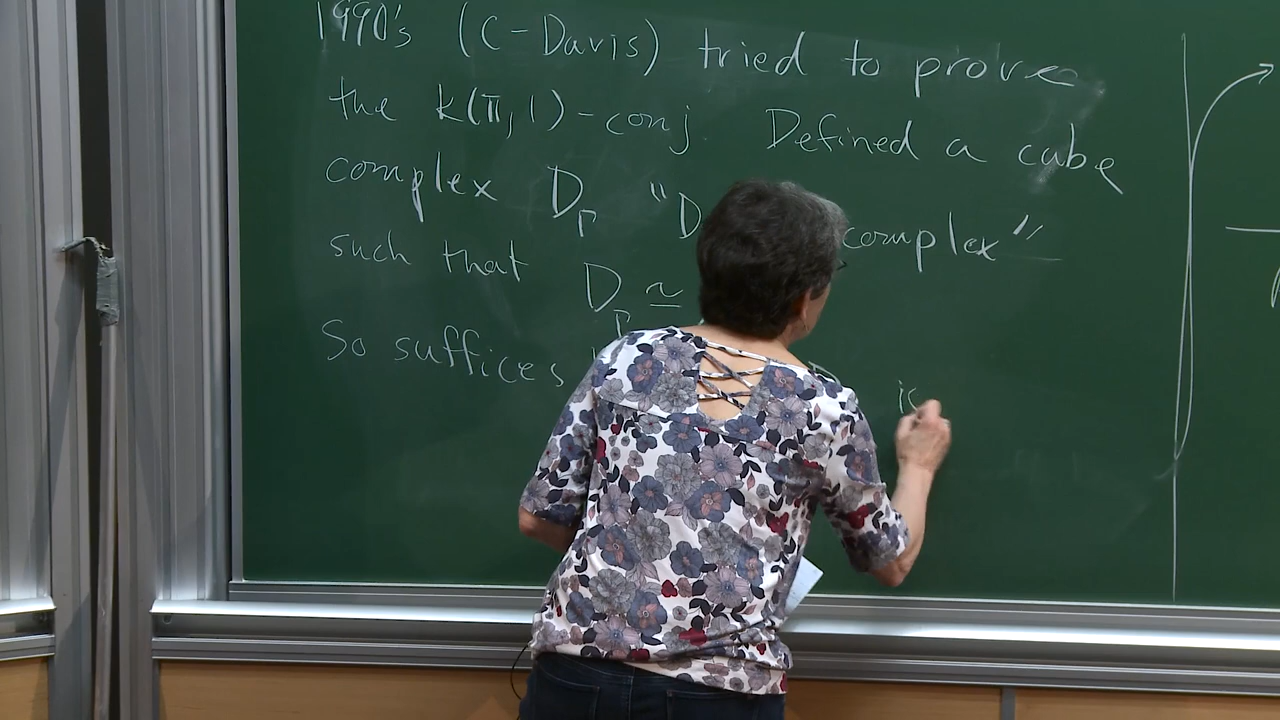 1990's (C-Davis) tried to prove
the K(π,1)-conj. Defined a cube
complex D_Γ "D complex"
such that D_Γ ≃
So suffices is